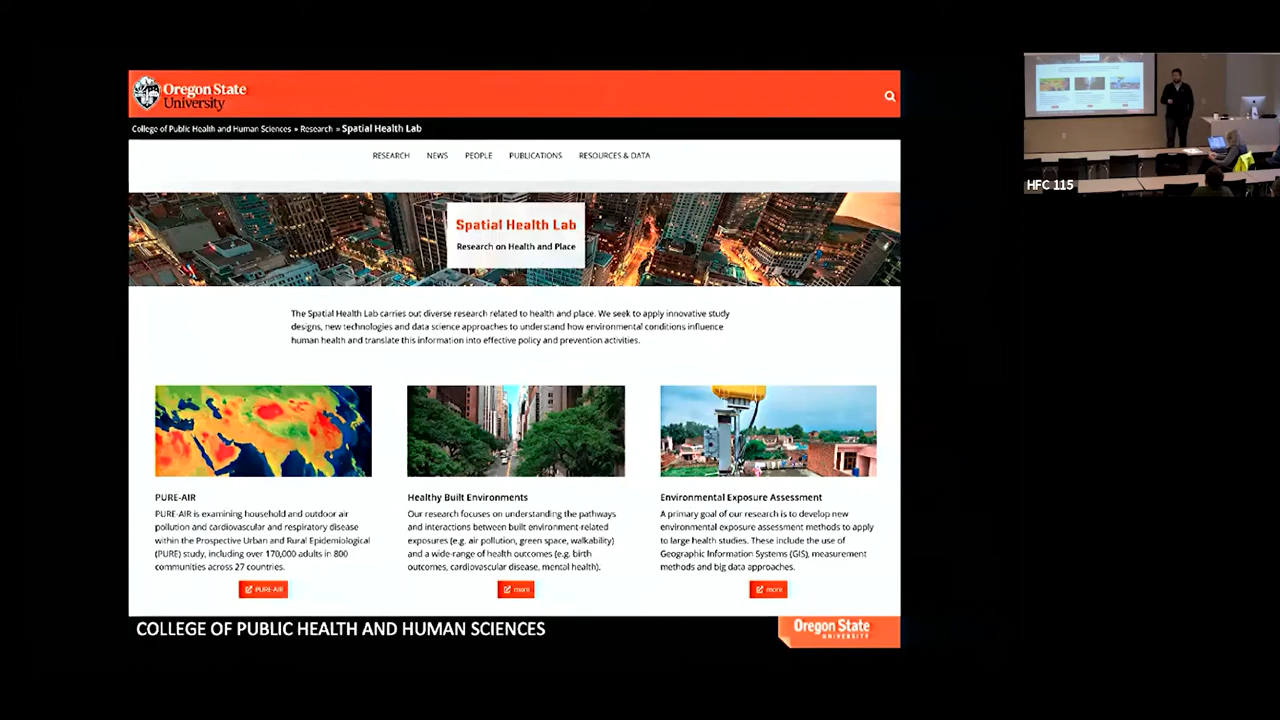 Oregon State
University
College of Public Health and Human Sciences » Research » Spatial Health Lab
RESEARCH NEWS PEOPLE PUBLICATIONS RESOURCES & DATA
Spatial Health Lab
Research on Health and Place
The Spatial Health Lab carries out diverse research related to health and place. We seek to apply innovative study
designs, new technologies and data science approaches to understand how environmental conditions influence
human health and translate this information into effective policy and prevention activities.
PURE-AIR
PURE-AIR is examining household and outdoor air
pollution and cardiovascular and respiratory disease
within the Prospective Urban and Rural Epidemiological
(PURE) study, including over 170,000 adults in 800
communities across 27 countries.
PURE-AIR
Healthy Built Environments
Our research focuses on understanding the pathways
and interactions between built environment-related
exposures (e.g. air pollution, green space, walkability)
and a wide-range of health outcomes (e.g. birth
outcomes, cardiovascular disease, mental health).
more
Environmental Exposure Assessment
A primary goal of our research is to develop new
environmental exposure assessment methods to apply
to large health studies. These include the use of
Geographic Information Systems (GIS), measurement
methods and big data approaches.
more
COLLEGE OF PUBLIC HEALTH AND HUMAN SCIENCES
Oregon State
UNIVERSITY
HFC 115